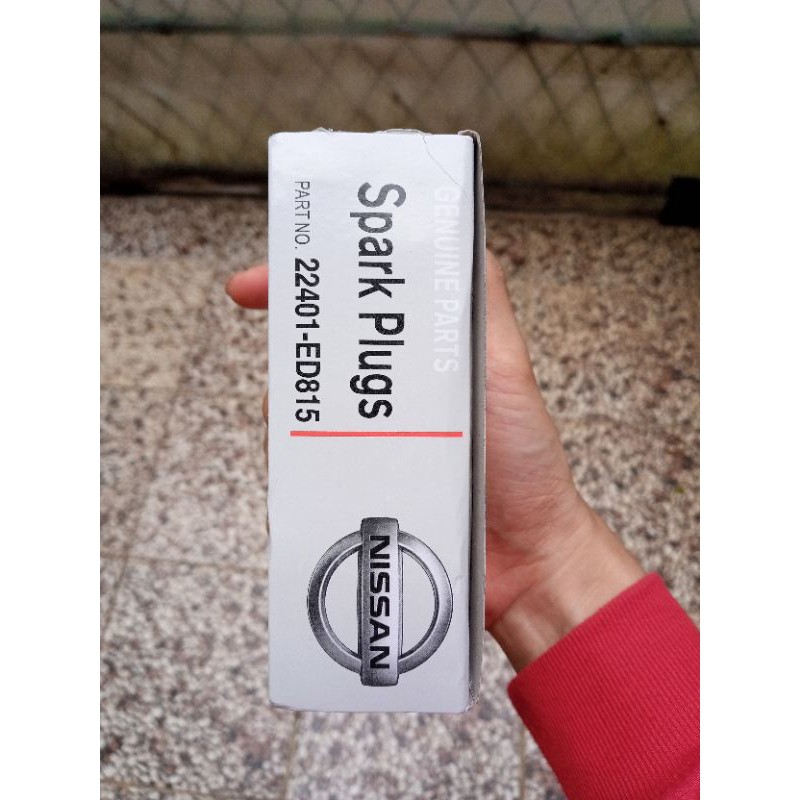 GENUINE PARTS
Spark Plugs
PART NO. 22401-ED815
NISSAN